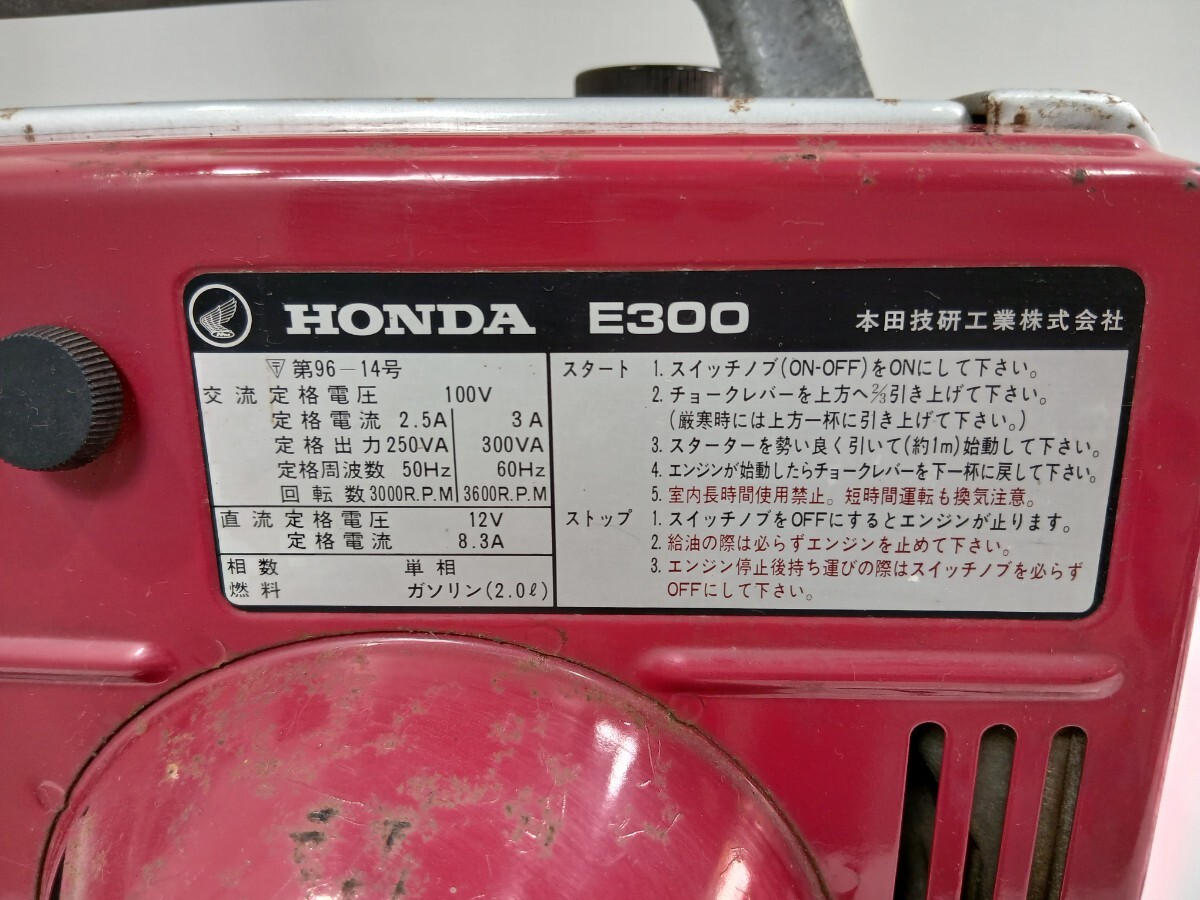 HONDA E300 本田技研工業株式会社
〒 第96-14号
交流定格電圧 100V
定格電流 2.5A 3A
定格出力 250VA 300VA
定格周波数 50Hz 60Hz
回転数 3000R.P.M 3600R.P.M
直流定格電圧 12V
定格電流 8.3A
相数 単相
燃料 ガソリン(2.0ℓ)
スタート 1. スイッチノブ(ON-OFF)をONにして下さい。
2. チョークレバーを上方へ⅔引き上げて下さい。
(厳寒時には上方一杯に引き上げて下さい。)
3. スターターを勢い良く引いて(約1m)始動して下さい。
4. エンジンが始動したらチョークレバーを下一杯に戻して下さい。
5. 室内長時間使用禁止。短時間運転も換気注意。
ストップ 1. スイッチノブをOFFにするとエンジンが止ります。
2. 給油の際は必らずエンジンを止めて下さい。
3. エンジン停止後持ち運びの際はスイッチノブを必らず
OFFにして下さい。